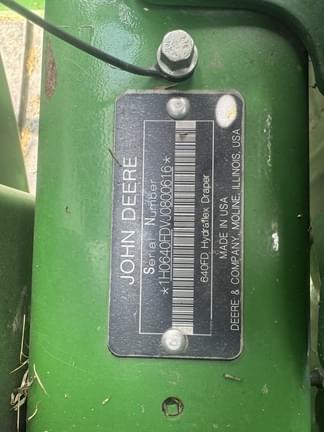 JOHN DEERE
Serial Number
*1H0640FDVJ0800616*
640FD Hydraflex Draper
MADE IN USA
DEERE & COMPANY, MOLINE, ILLINOIS, USA